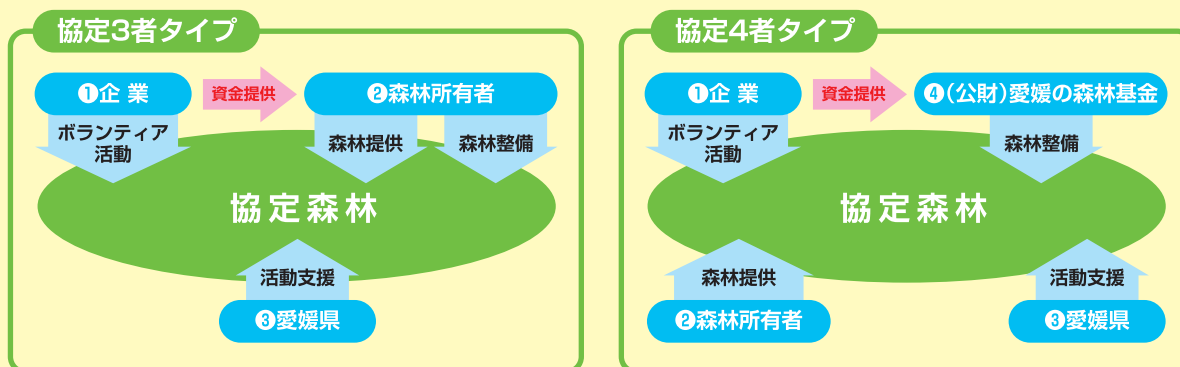 協定3者タイプ
❶企 業
資金提供
❷森林所有者
ボランティア
活動
森林提供
森林整備
協定森林
活動支援
❸愛媛県
協定4者タイプ
❶企 業
資金提供
❹(公財)愛媛の森林基金
ボランティア
活動
森林整備
協定森林
森林提供
活動支援
❷森林所有者
❸愛媛県